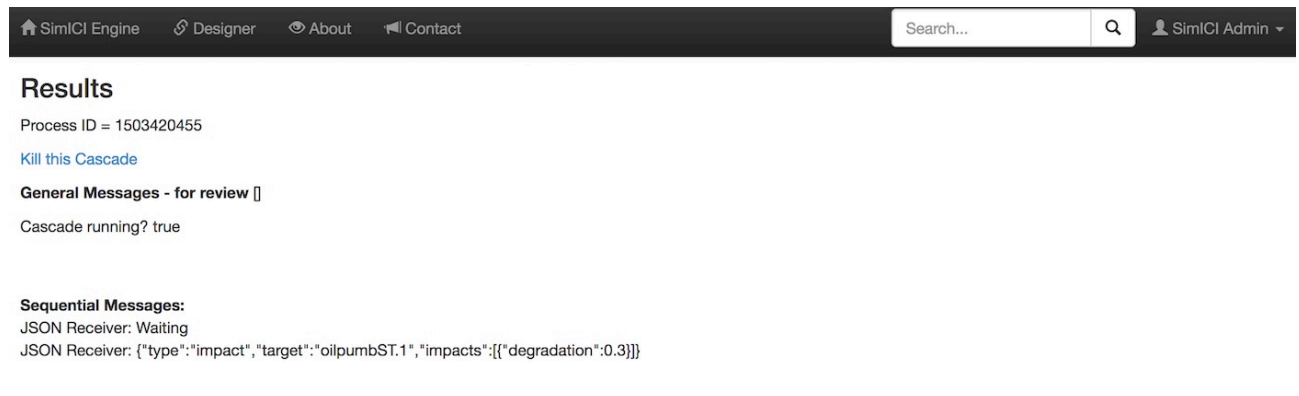 SimICI Engine Designer About Contact Search... SimICI Admin
Results
Process ID = 1503420455
Kill this Cascade
General Messages - for review []
Cascade running? true
Sequential Messages:
JSON Receiver: Waiting
JSON Receiver: {"type":"impact","target":"oilpumbST.1","impacts":[{"degradation":0.3}]}